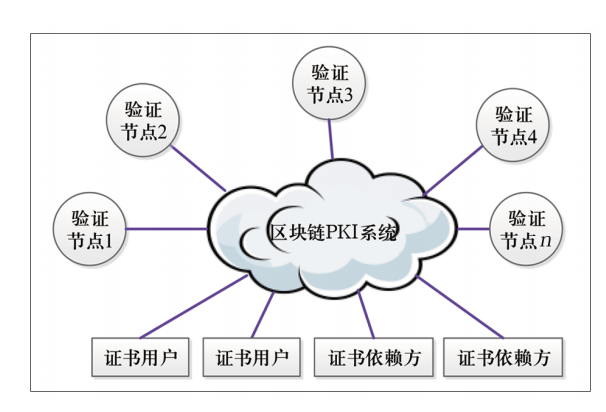 验证
节点3
验证
节点2
验证
节点4
验证
节点1
区块链PKI系统
验证
节点n
证书用户
证书用户
证书依赖方
证书依赖方